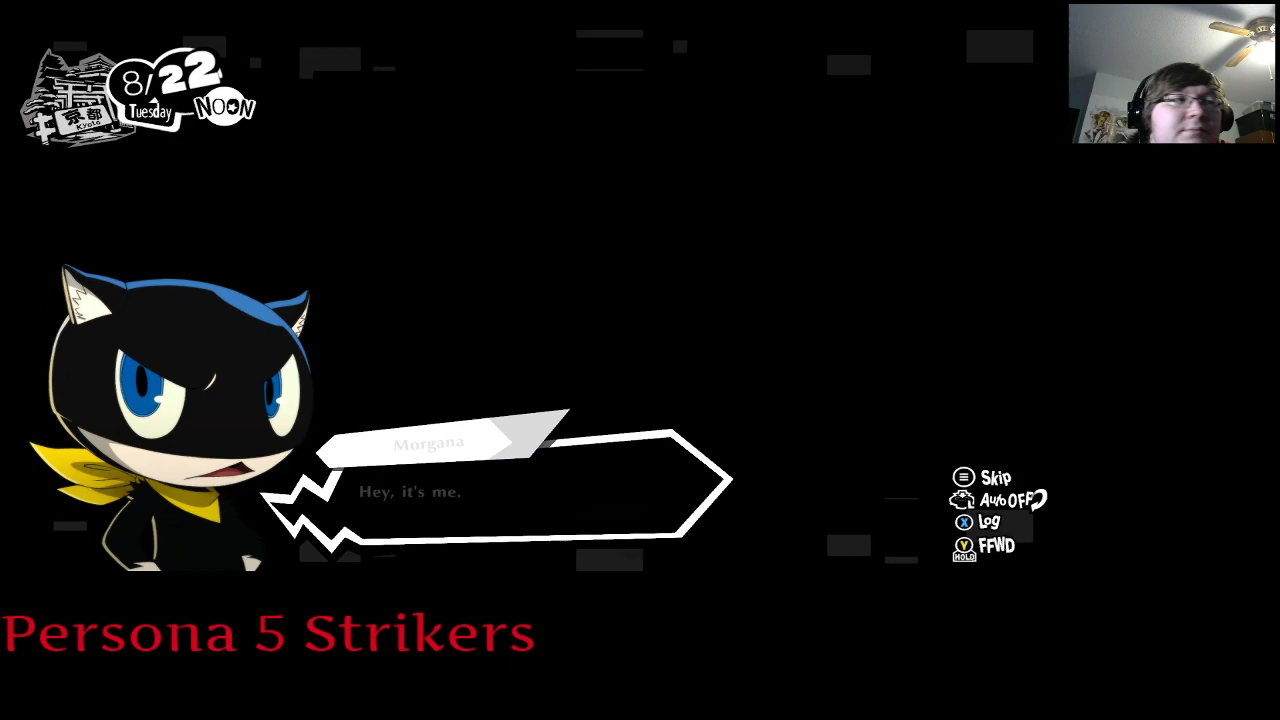 8/22
Tuesday
NOON
京都
KYOTO
Morgana
Hey, it's me.
Skip
Auto OFF
X Log
Y FFWD
HOLD
Persona 5 Strikers